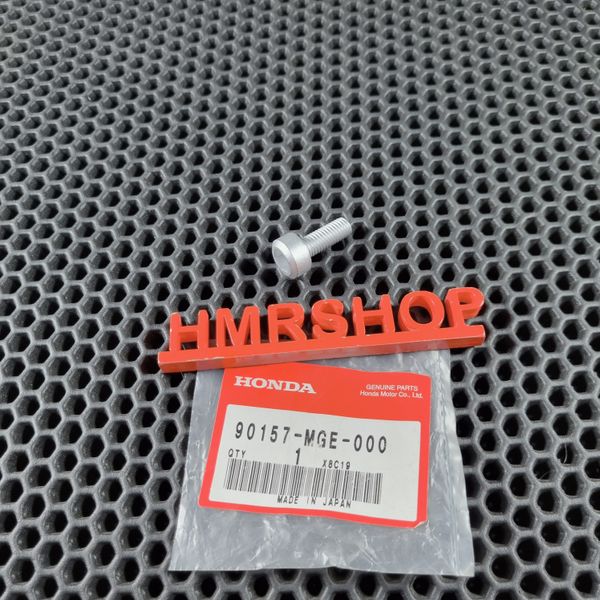 HMRSHOP
HONDA
GENUINE PARTS
Honda Motor Co., Ltd.
90157-MGE-000
QTY 1 X8C19
MADE IN JAPAN